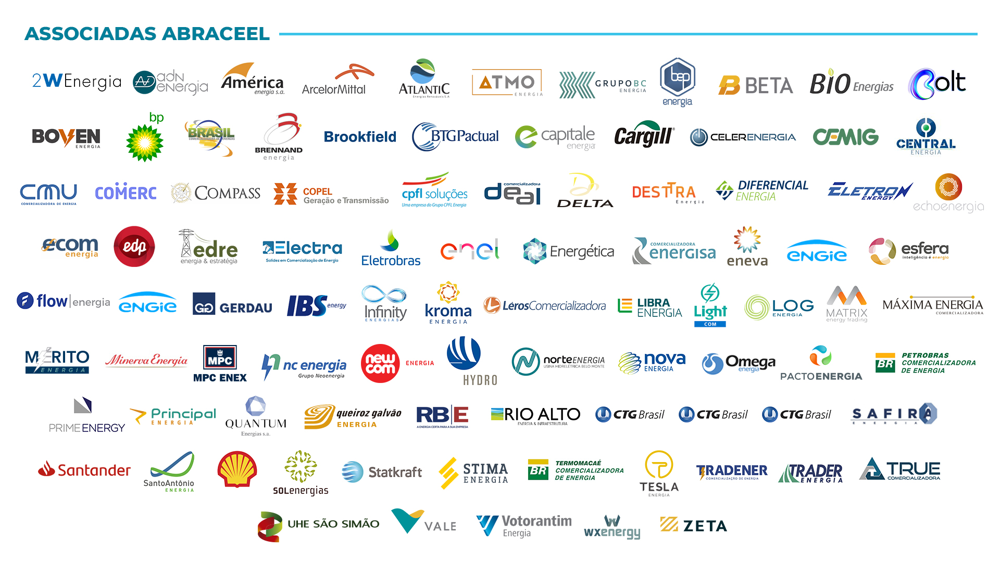 ASSOCIADAS ABRACEEL
2WEnergia
adn
energia
América
energia s.a.
ArcelorMittal
ATLANTIC
Energias Renováveis S.A
ATMO
ENERGIA
GRUPOBC
ENERGIA
bep
energia
BETA
BIO Energias
Bolt
BOVEN
ENERGIA
bp
BRASIL
COMERCIALIZADORA DE ENERGIAS
BRENNAND
energia
Brookfield
BTGPactual
capitale
energia
Cargill
CELERENERGIA
CEMIG
CENTRAL
ENERGIA
CMU
COMERCIALIZADORA DE ENERGIA
COMERC
COMPASS
COPEL
Geração e Transmissão
cpfl soluções
Uma empresa do Grupo CPFL Energia
comercializadora
deal
DELTA
DESTTRA
Energia
DIFERENCIAL
ENERGIA
ELETRON
ENERGY
echoenergia
ecom
energia
edp
edre
energia & estratégia
Electra
Solidez em Comercialização de Energia
Eletrobras
enel
Energética
COMERCIALIZADORA
energisa
eneva
ENGIE
esfera
inteligência é energia
flow energia
ENGIE
GG GERDAU
IBS energy
Infinity
ENERGIAS
kroma
ENERGIA
LérosComercializadora
LIBRA
ENERGIA
Light
COM
LOG
ENERGIA
MATRIX
energy trading
MÁXIMA ENERGIA
COMERCIALIZADORA
MÉRITO
ENERGIA
Minerva Energia
MPC
MPC ENEX
nc energia
Grupo Neoenergia
new
com
ENERGIA
HYDRO
norteENERGIA
USINA HIDRELÉTRICA BELO MONTE
nova
ENERGIA
Omega
energia
PACTOENERGIA
BR
PETROBRAS
COMERCIALIZADORA
DE ENERGIA
PRIMEENERGY
Principal
ENERGIA
QUANTUM
Energias s.a.
queiroz galvão
ENERGIA
RB|E
A ENERGIA CERTA PARA A SUA EMPRESA
RIO ALTO
ENERGIA & INFRAESTRUTURA
CTG Brasil
CTG Brasil
CTG Brasil
SAFIRA
ENERGIA
Santander
SantoAntônio
ENERGIA
SOLenergias
Statkraft
STIMA
ENERGIA
BR
TERMOMACAÉ
COMERCIALIZADORA
DE ENERGIA
TESLA
ENERGIA
TRADENER
COMERCIALIZAÇÃO DE ENERGIA
TRADER
ENERGIA
TRUE
COMERCIALIZADORA
UHE SÃO SIMÃO
VALE
Votorantim
Energia
wxenergy
ZETA